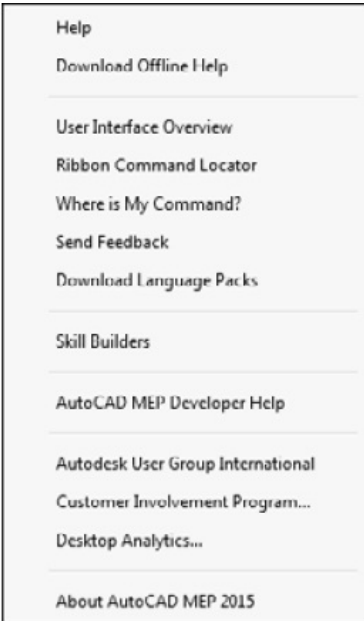 Help
Download Offline Help
User Interface Overview
Ribbon Command Locator
Where is My Command?
Send Feedback
Download Language Packs
Skill Builders
AutoCAD MEP Developer Help
Autodesk User Group International
Customer Involvement Program...
Desktop Analytics...
About AutoCAD MEP 2015